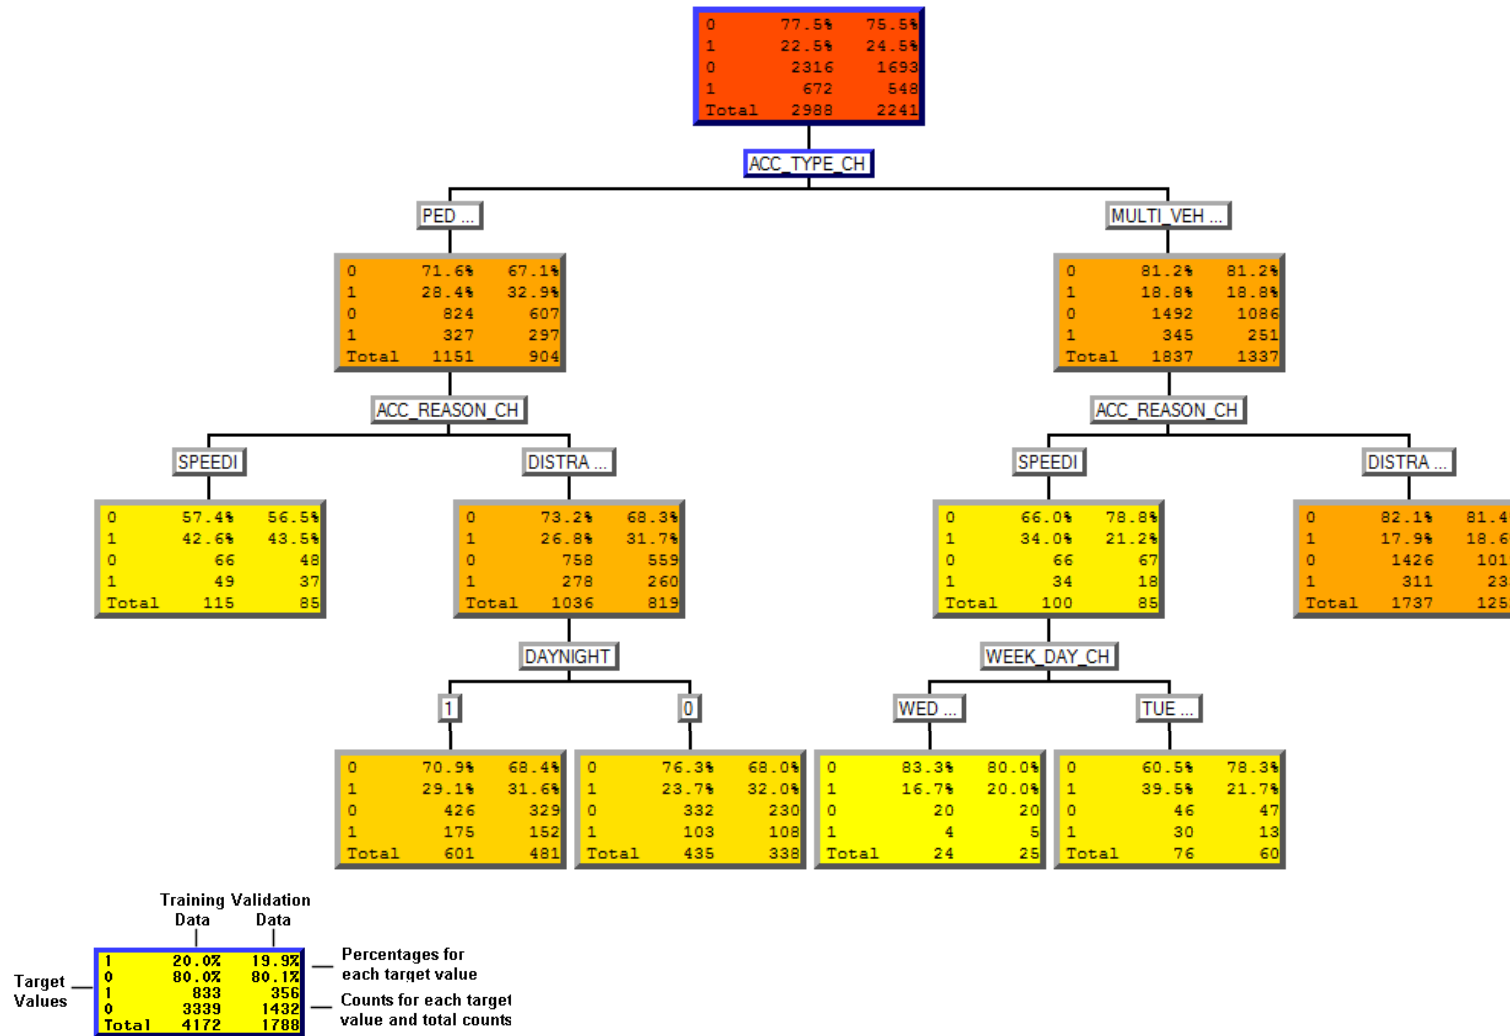 0 77.5% 75.5%
1 22.5% 24.5%
0 2316 1693
1 672 548
Total 2988 2241
ACC_TYPE_CH
PED ...
MULTI_VEH ...
0 71.6% 67.1%
1 28.4% 32.9%
0 824 607
1 327 297
Total 1151 904
0 81.2% 81.2%
1 18.8% 18.8%
0 1492 1086
1 345 251
Total 1837 1337
ACC_REASON_CH
ACC_REASON_CH
SPEEDI
DISTRA ...
SPEEDI
DISTRA ...
0 57.4% 56.5%
1 42.6% 43.5%
0 66 48
1 49 37
Total 115 85
0 73.2% 68.3%
1 26.8% 31.7%
0 758 559
1 278 260
Total 1036 819
0 66.0% 78.8%
1 34.0% 21.2%
0 66 67
1 34 18
Total 100 85
0 82.1% 81.4
1 17.9% 18.6
0 1426 101
1 311 23
Total 1737 125
DAYNIGHT
WEEK_DAY_CH
1
0
WED ...
TUE ...
0 70.9% 68.4%
1 29.1% 31.6%
0 426 329
1 175 152
Total 601 481
0 76.3% 68.0%
1 23.7% 32.0%
0 332 230
1 103 108
Total 435 338
0 83.3% 80.0%
1 16.7% 20.0%
0 20 20
1 4 5
Total 24 25
0 60.5% 78.3%
1 39.5% 21.7%
0 46 47
1 30 13
Total 76 60
Training Validation
Data Data
1 20.0% 19.9%
0 80.0% 80.1%
1 833 356
0 3339 1432
Total 4172 1788
Target
Values
Percentages for
each target value
Counts for each target
value and total counts